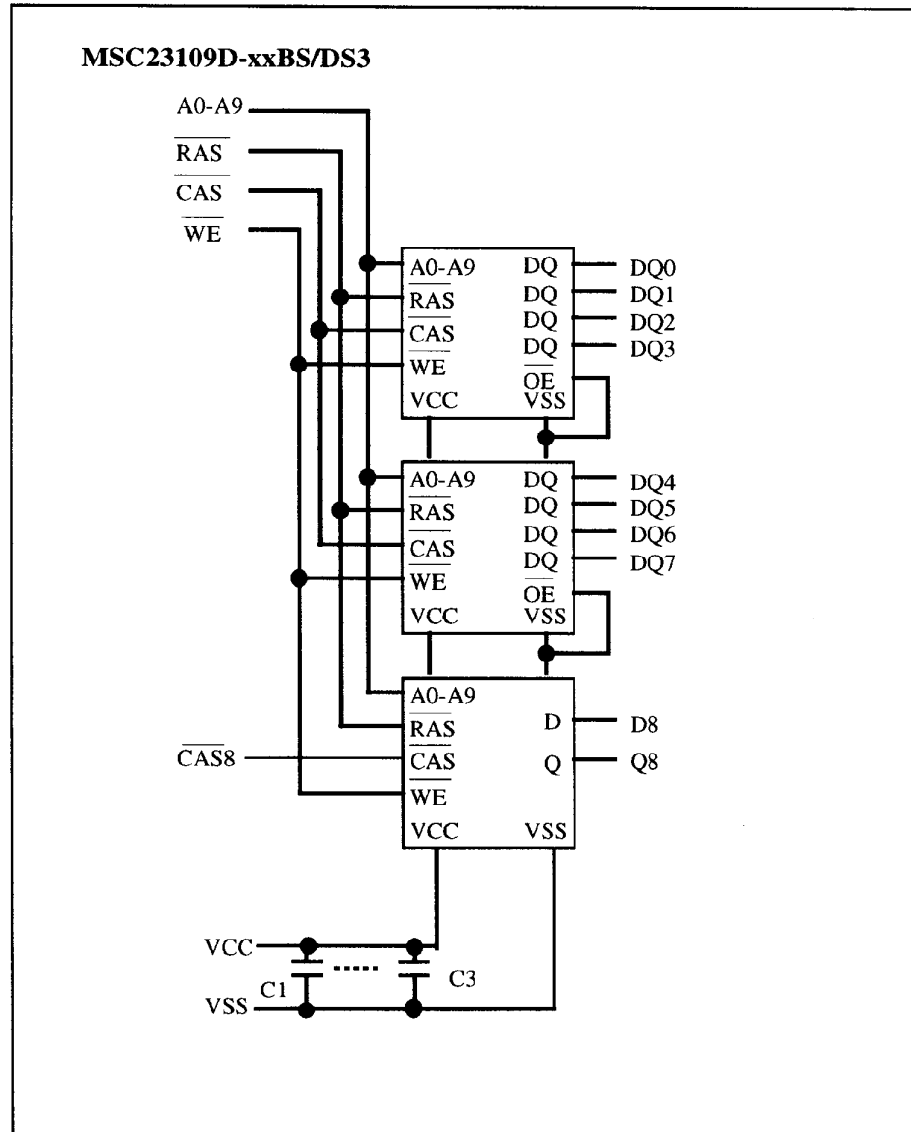 MSC23109D-xxBS/DS3
A0-A9
RAS
CAS
WE
A0-A9 DQ DQ0
RAS DQ DQ1
CAS DQ DQ2
WE DQ DQ3
OE
VCC VSS
A0-A9 DQ DQ4
RAS DQ DQ5
CAS DQ DQ6
WE DQ DQ7
OE
VCC VSS
A0-A9
RAS D D8
CAS8 CAS Q Q8
WE
VCC VSS
VCC
C1 C3
VSS